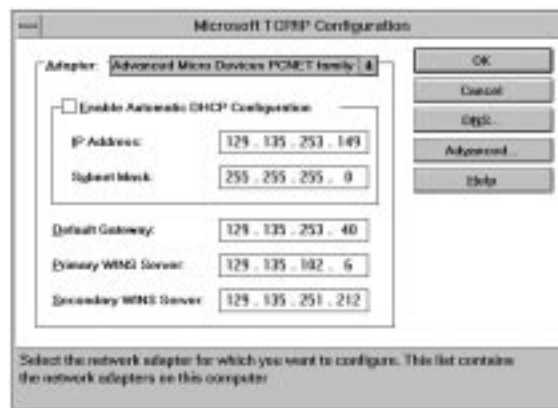 Microsoft TCP/IP Configuration
Adapter: Advanced Micro Devices PCNET family
OK
Cancel
DNS...
Advanced...
Help
Enable Automatic DHCP Configuration
IP Address: 129 . 135 . 253 . 149
Subnet Mask: 255 . 255 . 255 . 0
Default Gateway: 129 . 135 . 253 . 40
Primary WINS Server: 129 . 135 . 102 . 6
Secondary WINS Server: 129 . 135 . 251 . 212
Select the network adapter for which you want to configure. This list contains
the network adapters on this computer